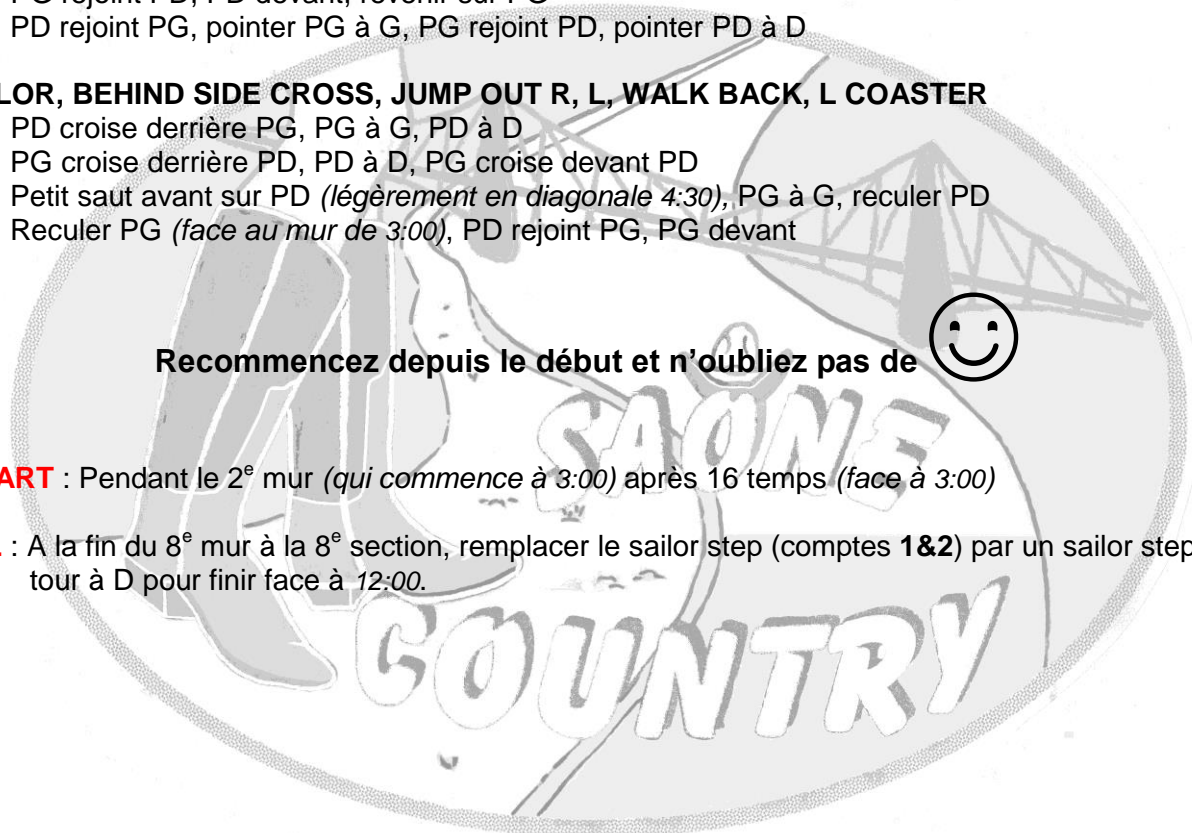 PD rejoint PG, pointer PG à G, PG rejoint PD, pointer PD à D
LOR, BEHIND SIDE CROSS, JUMP OUT R, L, WALK BACK, L COASTER
PD croise derrière PG, PG à G, PD à D
PG croise derrière PD, PD à D, PG croise devant PD
Petit saut avant sur PD (légèrement en diagonale 4:30), PG à G, reculer PD
Reculer PG (face au mur de 3:00), PD rejoint PG, PG devant
Recommencez depuis le début et n'oubliez pas de
SAONE
ART : Pendant le 2e mur (qui commence à 3:00) après 16 temps (face à 3:00)
: A la fin du 8e mur à la 8e section, remplacer le sailor step (comptes 1&2) par un sailor step
tour à D pour finir face à 12:00.
COUNTRY